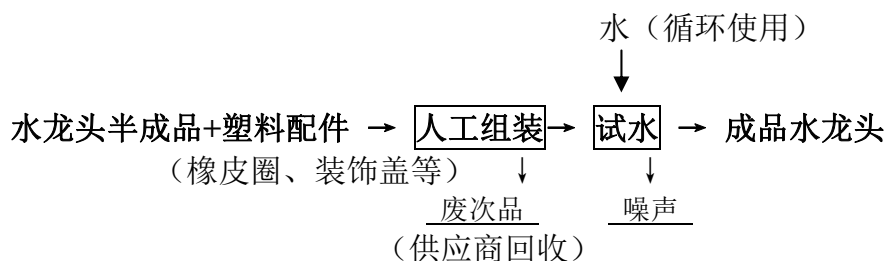 水（循环使用）
水龙头半成品+塑料配件 → 人工组装 → 试水 → 成品水龙头
（橡皮圈、装饰盖等）
废次品 噪声
（供应商回收）